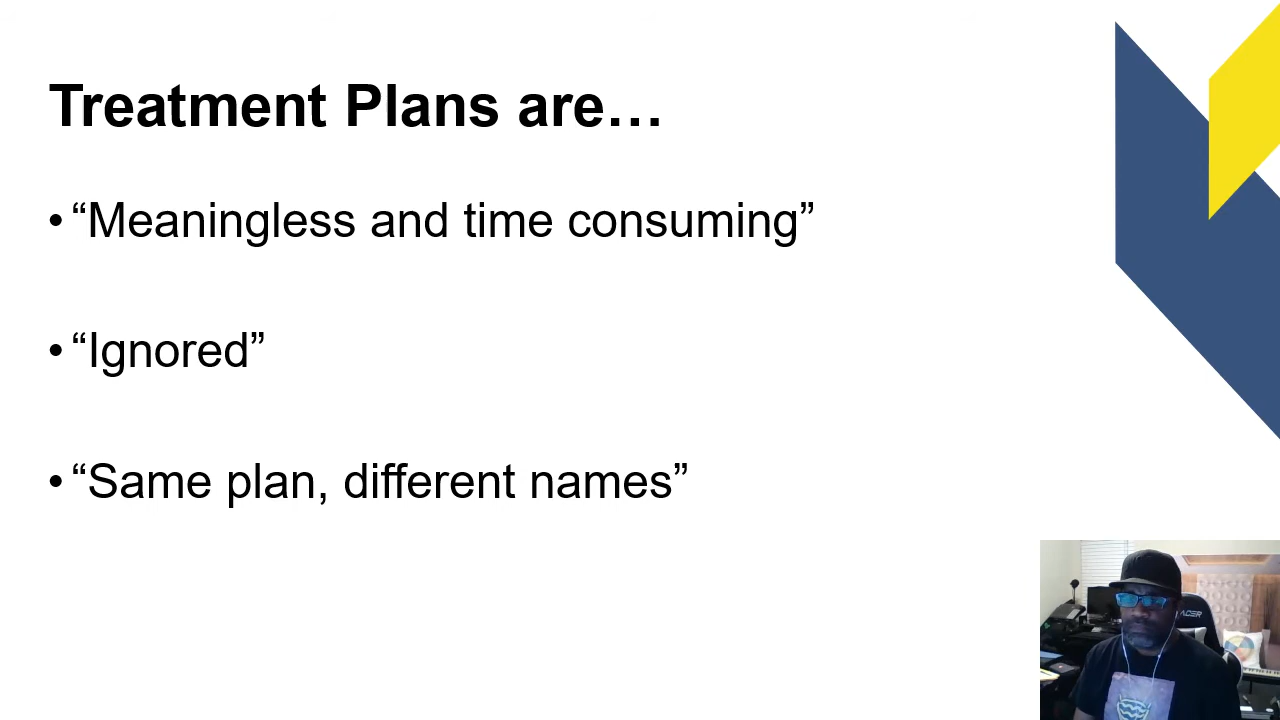 Treatment Plans are…
• “Meaningless and time consuming”
• “Ignored”
• “Same plan, different names”